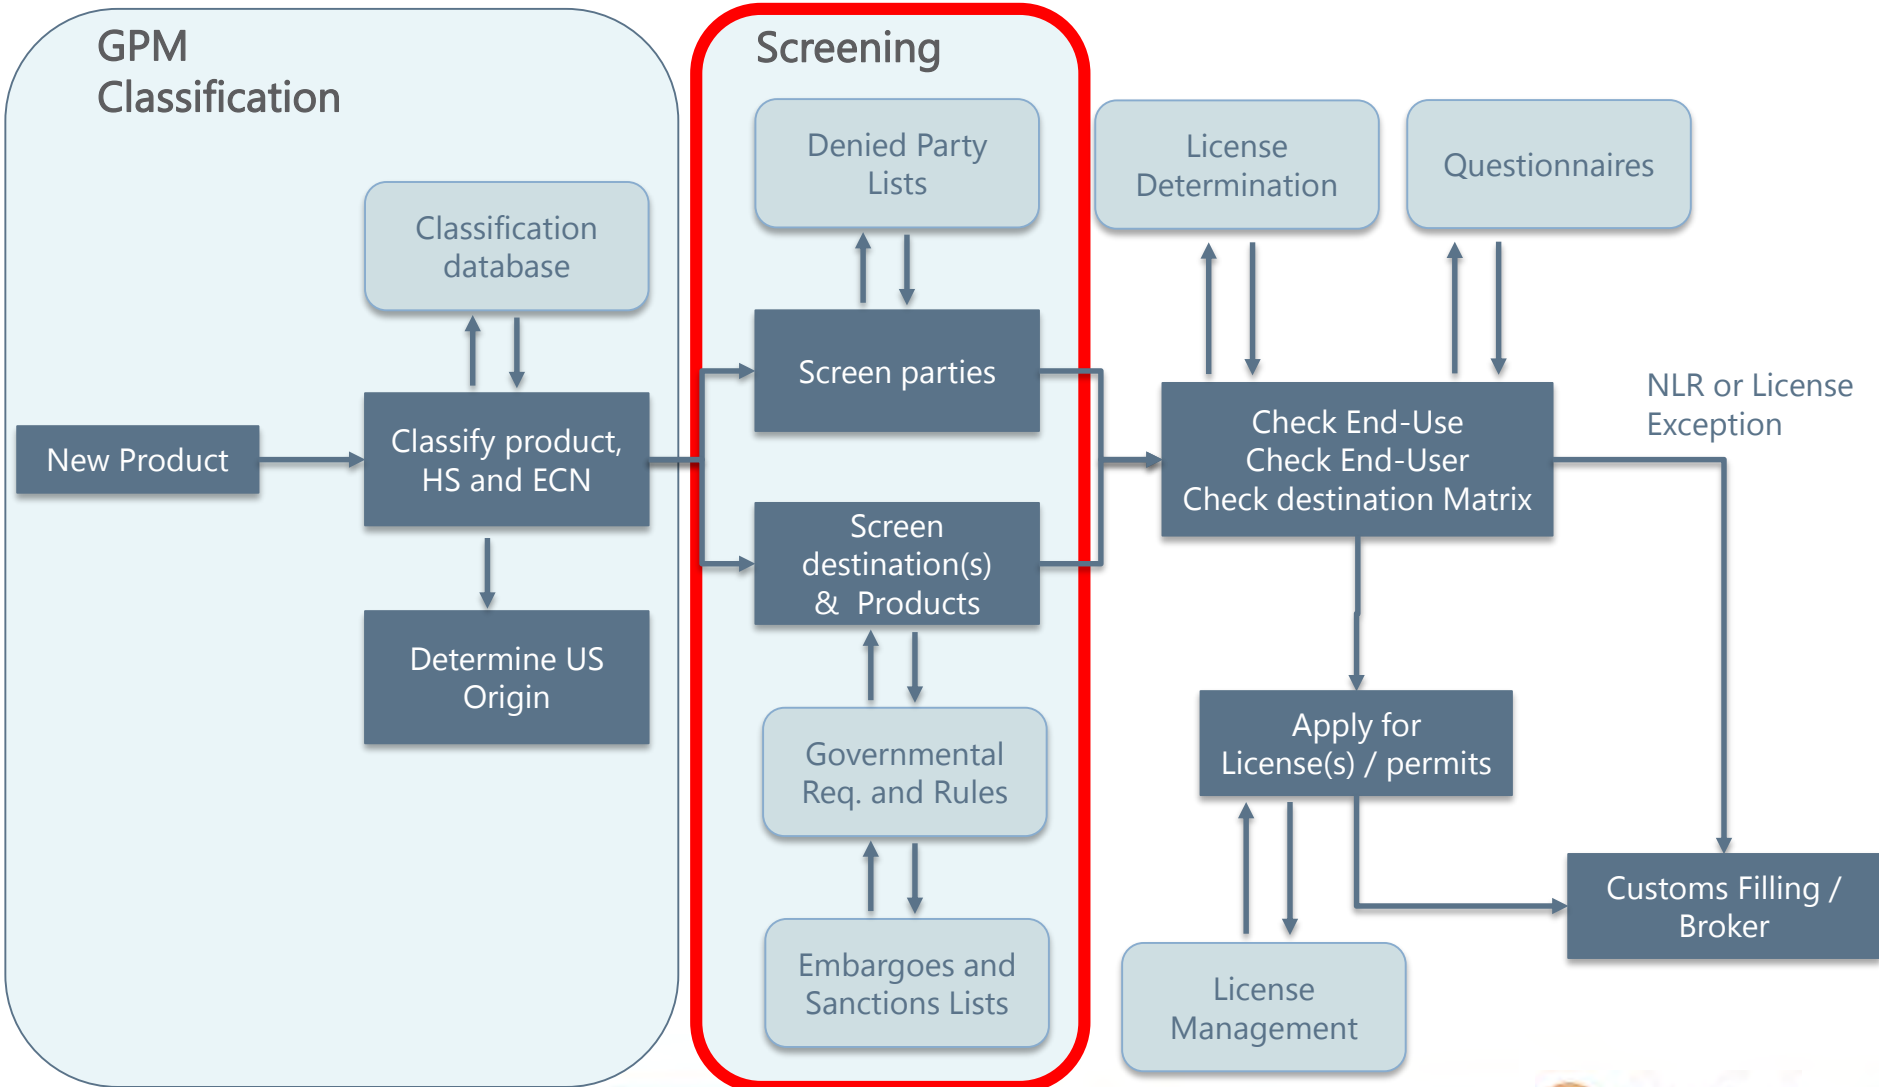 GPM
Classification
Screening
Denied Party
Lists
License
Determination
Questionnaires
Classification
database
Screen parties
NLR or License
Exception
New Product
Classify product,
HS and ECN
Check End-Use
Check End-User
Check destination Matrix
Screen
destination(s)
& Products
Determine US
Origin
Governmental
Req. and Rules
Apply for
License(s) / permits
Customs Filling /
Broker
Embargoes and
Sanctions Lists
License
Management